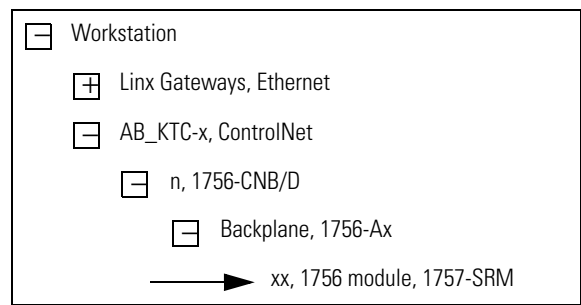 Workstation
Linx Gateways, Ethernet
AB_KTC-x, ControlNet
n, 1756-CNB/D
Backplane, 1756-Ax
xx, 1756 module, 1757-SRM